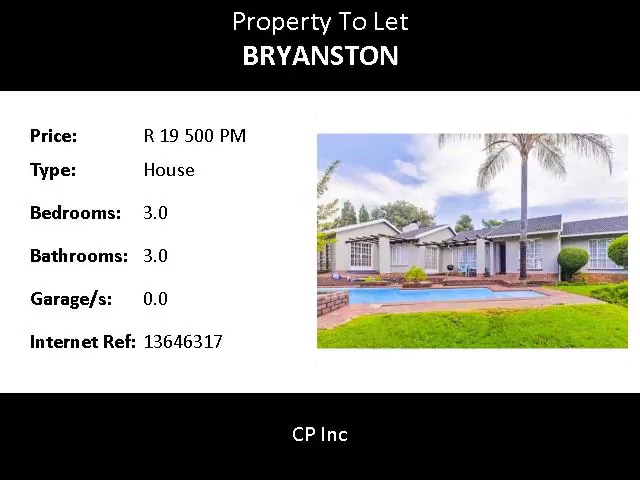 Property To Let
BRYANSTON
Price: R 19 500 PM
Type: House
Bedrooms: 3.0
Bathrooms: 3.0
Garage/s: 0.0
Internet Ref: 13646317
CP Inc